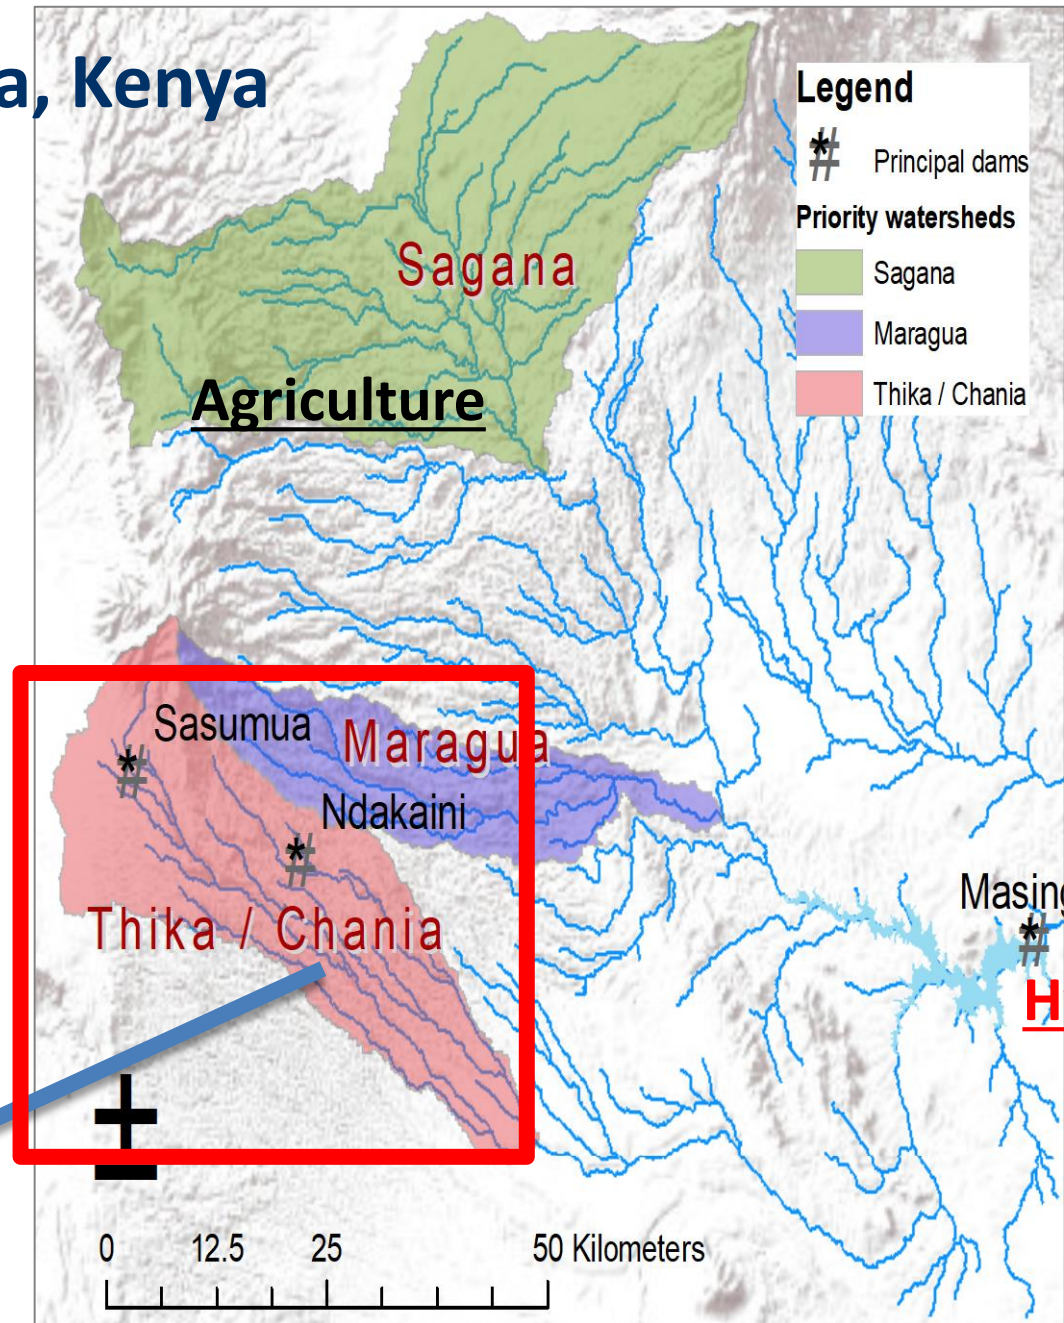 a, Kenya
Legend
*# Principal dams
Priority watersheds
Sagana
Maragua
Thika / Chania
Sagana
Agriculture
Sasumua
Maragua
Ndakaini
*#
*#
Thika / Chania
Masing
*#
H
±
0 12.5 25 50 Kilometers